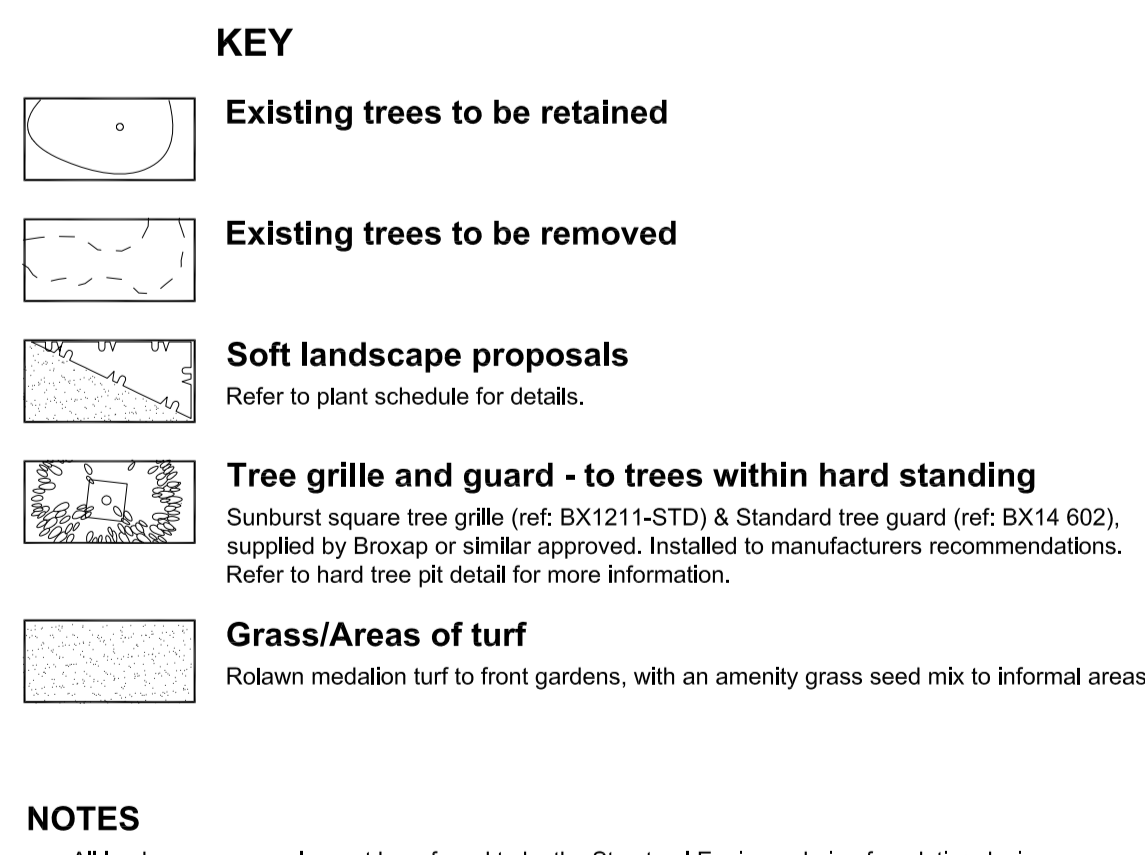 KEY
Existing trees to be retained
Existing trees to be removed
Soft landscape proposals
Refer to plant schedule for details.
Tree grille and guard - to trees within hard standing
Sunburst square tree grille (ref: BX1211-STD) & Standard tree guard (ref: BX14 602),
supplied by Broxap or similar approved. Installed to manufacturers recommendations.
Refer to hard tree pit detail for more information.
Grass/Areas of turf
Rolawn medalion turf to front gardens, with an amenity grass seed mix to informal areas
NOTES